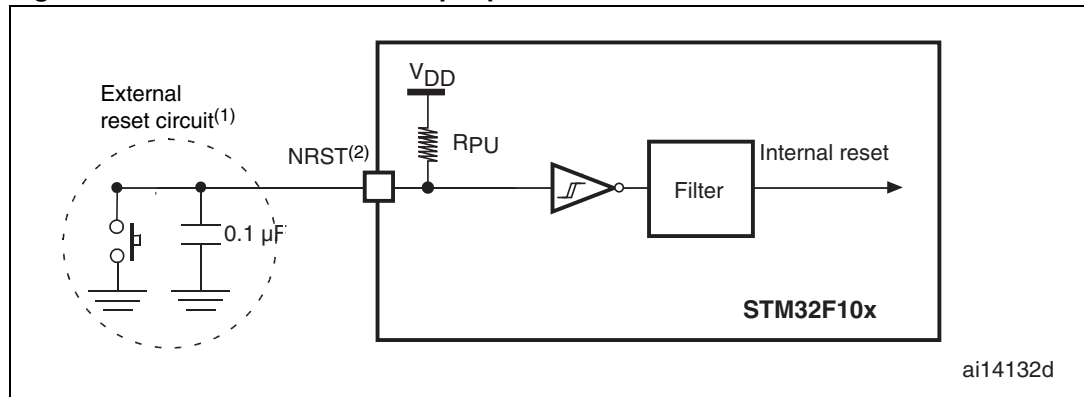 External
reset circuit(1)
VDD
RPU
NRST(2)
Internal reset
Filter
0.1 µF
STM32F10x
ai14132d